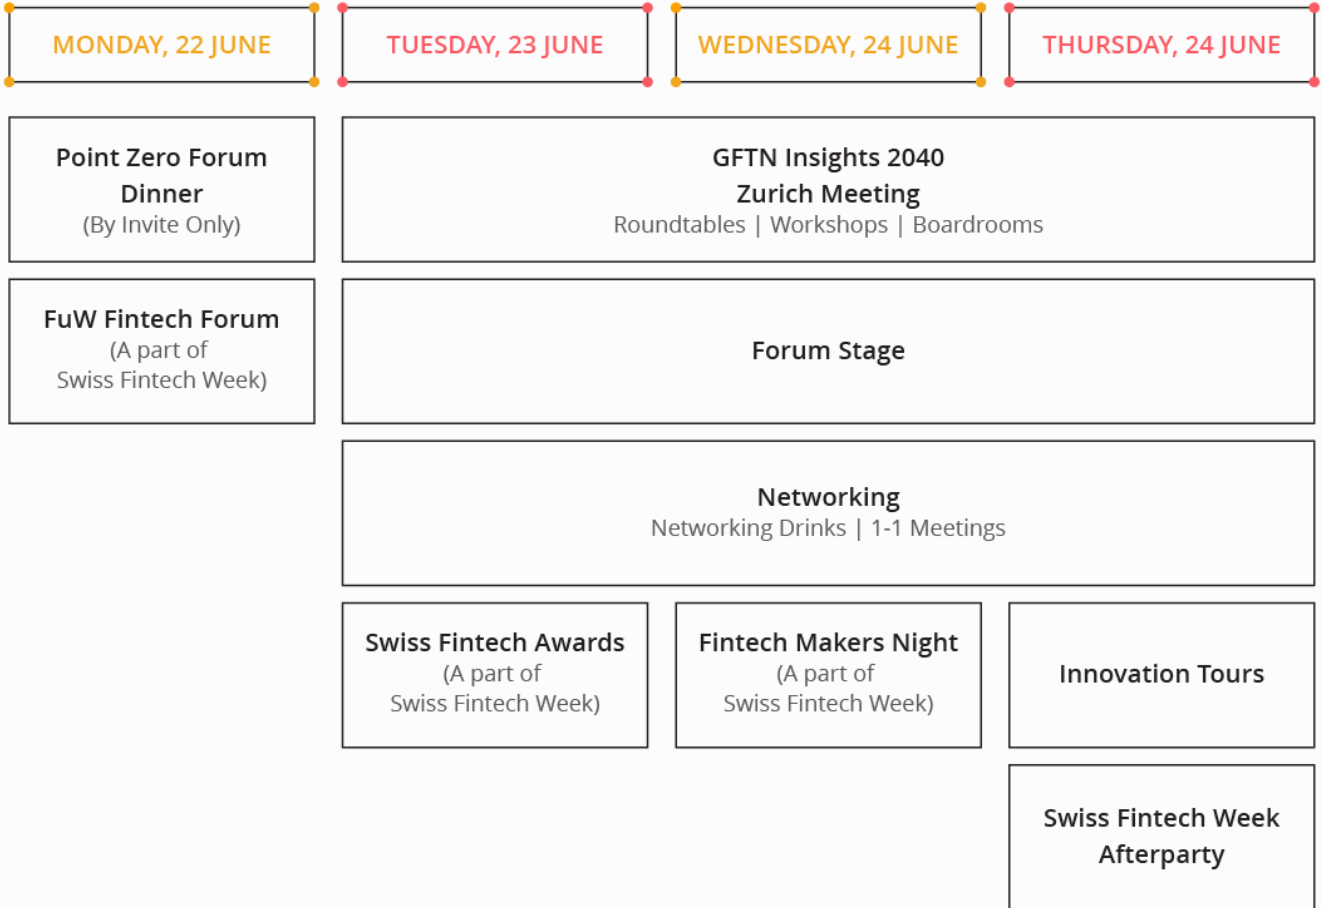 MONDAY, 22 JUNE
TUESDAY, 23 JUNE
WEDNESDAY, 24 JUNE
THURSDAY, 24 JUNE
Point Zero Forum
Dinner
(By Invite Only)
GFTN Insights 2040
Zurich Meeting
Roundtables | Workshops | Boardrooms
FuW Fintech Forum
(A part of
Swiss Fintech Week)
Forum Stage
Networking
Networking Drinks | 1-1 Meetings
Swiss Fintech Awards
(A part of
Swiss Fintech Week)
Fintech Makers Night
(A part of
Swiss Fintech Week)
Innovation Tours
Swiss Fintech Week
Afterparty